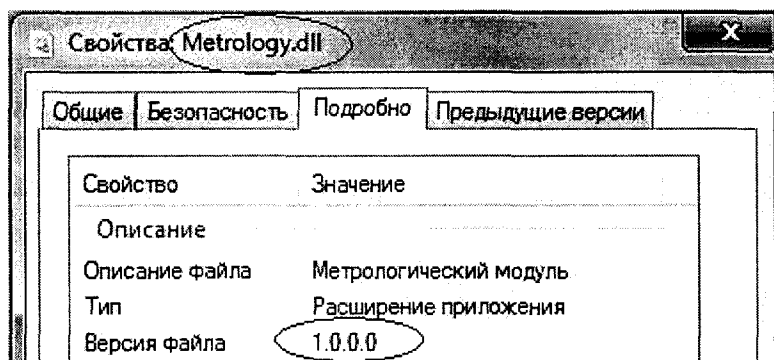 Свойства: Metrology.dll
X
Общие Безопасность Подробно Предыдущие версии
Свойство Значение
Описание
Описание файла Метрологический модуль
Тип Расширение приложения
Версия файла 1.0.0.0